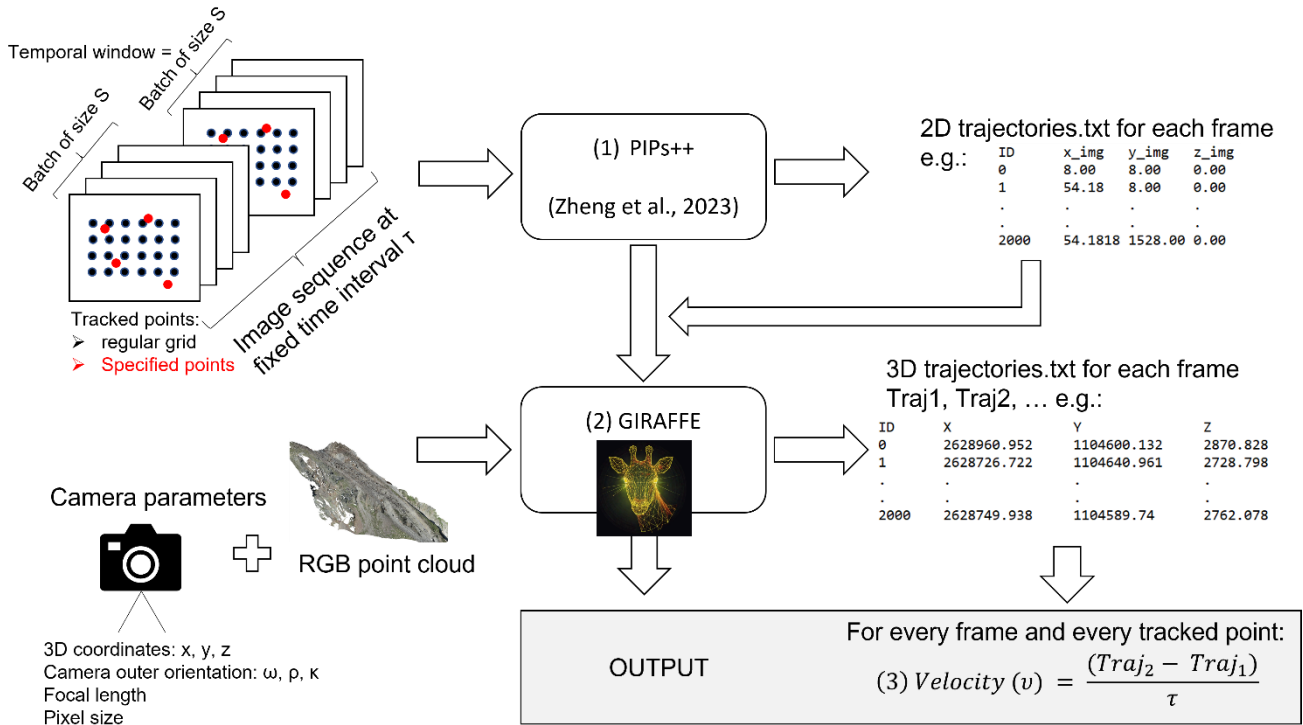 Temporal window =
Batch of size S
Batch of size S
Image sequence at
fixed time interval τ
Tracked points:
regular grid
Specified points
(1) PIPs++
(Zheng et al., 2023)
2D trajectories.txt for each frame
e.g.:
ID x_img y_img z_img
0 8.00 8.00 0.00
1 54.18 8.00 0.00
. . . .
. . . .
2000 54.1818 1528.00 0.00
(2) GIRAFFE
3D trajectories.txt for each frame
Traj1, Traj2, … e.g.:
ID X Y Z
0 2628960.952 1104600.132 2870.828
1 2628726.722 1104640.961 2728.798
. . . .
. . . .
2000 2628749.938 1104589.74 2762.078
Camera parameters
RGB point cloud
3D coordinates: x, y, z
Camera outer orientation: ω, ρ, κ
Focal length
Pixel size
OUTPUT
For every frame and every tracked point:
(3) Velocity (υ) = (Traj₂ − Traj₁) / τ